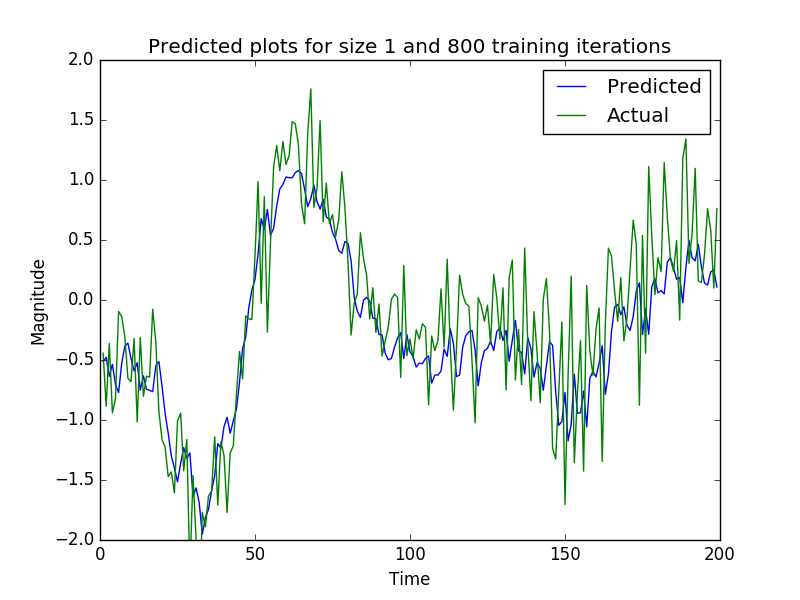 Predicted plots for size 1 and 800 training iterations
Predicted
Actual
2.0
1.5
1.0
0.5
0.0
−0.5
−1.0
−1.5
−2.0
Magnitude
0
50
100
150
200
Time